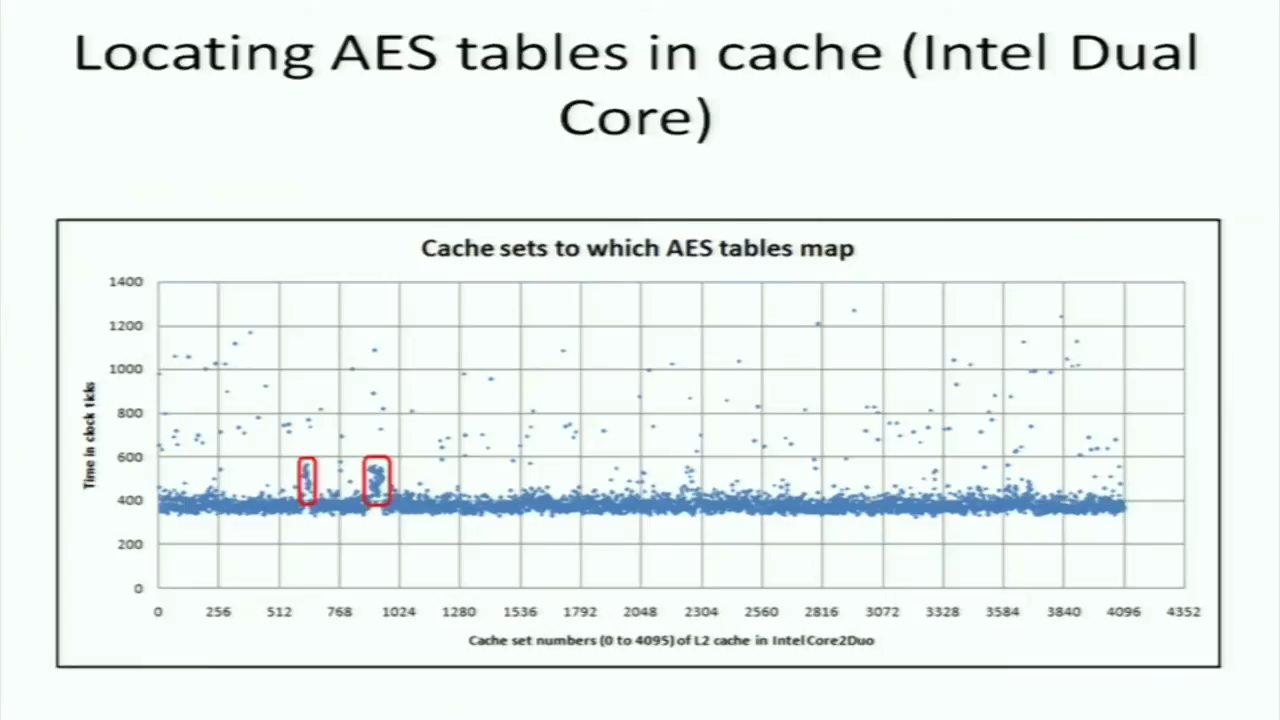 Locating AES tables in cache (Intel Dual
Core)
Cache sets to which AES tables map
1400
1200
1000
800
600
400
200
0
Time in clock ticks
0 256 512 768 1024 1280 1536 1792 2048 2304 2560 2816 3072 3328 3584 3840 4096 4352
Cache set numbers (0 to 4095) of L2 cache in IntelCore2Duo